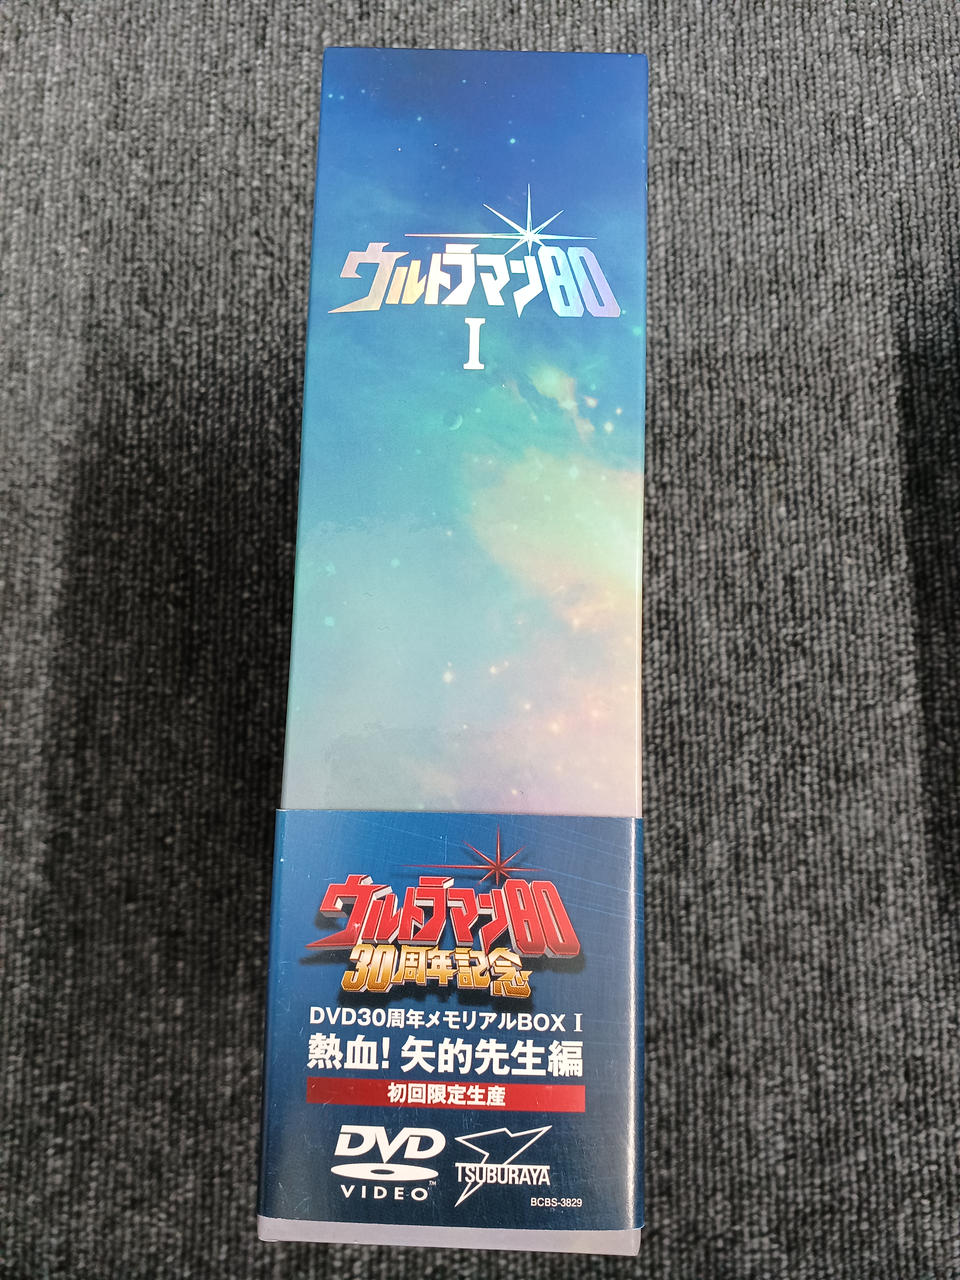 ウルトラマン80
I
ウルトラマン80
30周年記念
DVD30周年メモリアルBOX I
熱血! 矢的先生編
初回限定生産
DVD
VIDEO™
TSUBURAYA
BCBS-3829